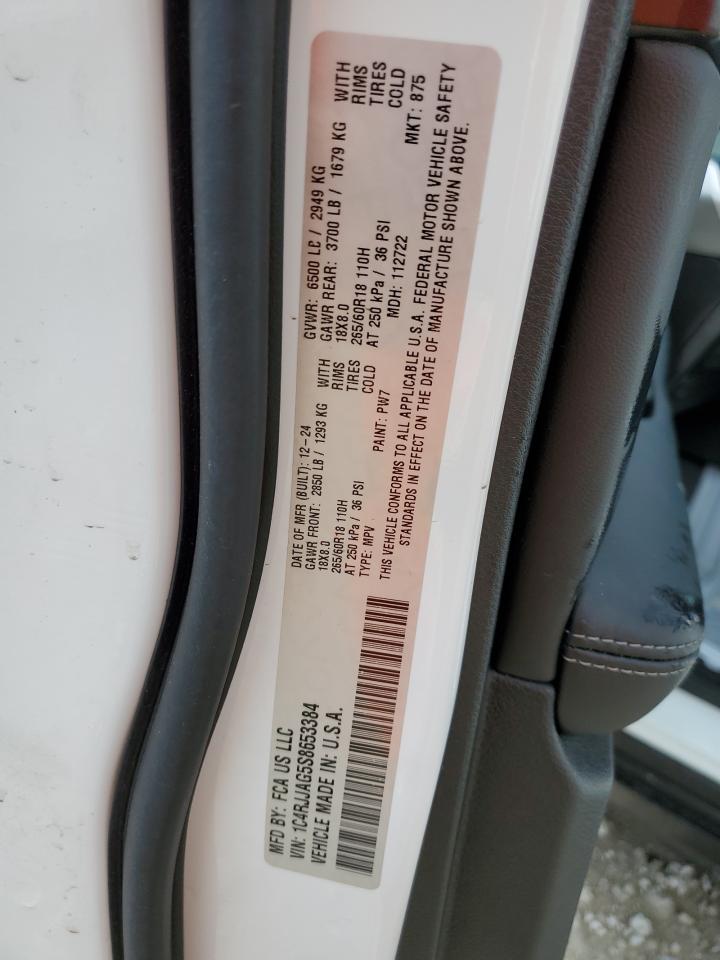 MFD BY: FCA US LLC
VIN: 1C4RJJAG5S8653384
VEHICLE MADE IN: U.S.A.
DATE OF MFR (BUILT): 12-24
GVWR: 6500 LC / 2949 KG
GAWR FRONT: 2850 LB / 1293 KG WITH
GAWR REAR: 3700 LB / 1679 KG WITH
18X8.0 RIMS
18X8.0 RIMS
265/60R18 110H TIRES
265/60R18 110H TIRES
AT 250 kPa / 36 PSI COLD
AT 250 kPa / 36 PSI COLD
TYPE: MPV PAINT: PW7 MDH: 112722 MKT: 875
THIS VEHICLE CONFORMS TO ALL APPLICABLE U.S.A. FEDERAL MOTOR VEHICLE SAFETY
STANDARDS IN EFFECT ON THE DATE OF MANUFACTURE SHOWN ABOVE.